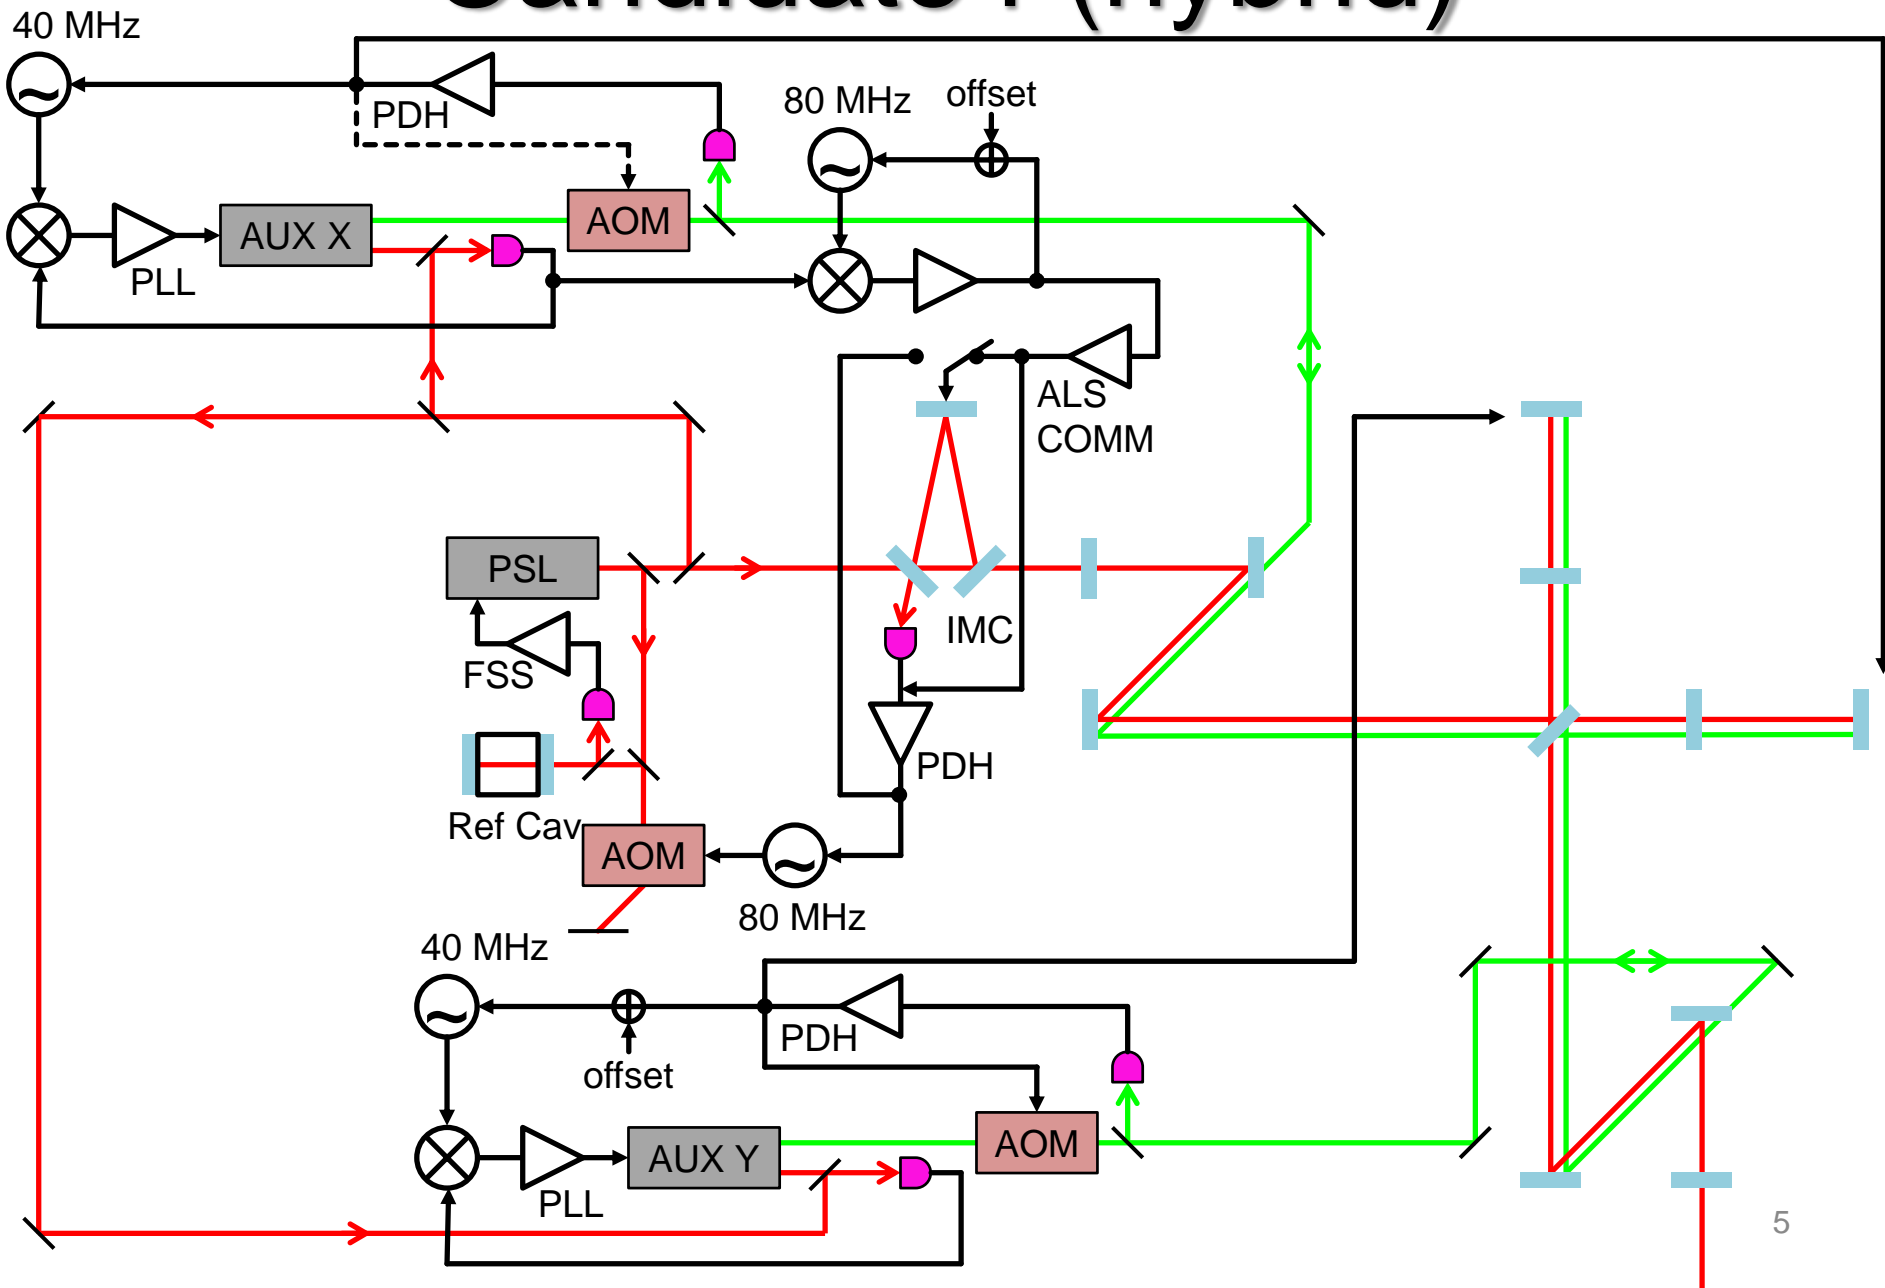 40 MHz
PDH
80 MHz
offset
AUX X
AOM
PLL
ALS
COMM
PSL
IMC
FSS
PDH
Ref Cav
AOM
80 MHz
40 MHz
PDH
offset
AUX Y
AOM
PLL
5